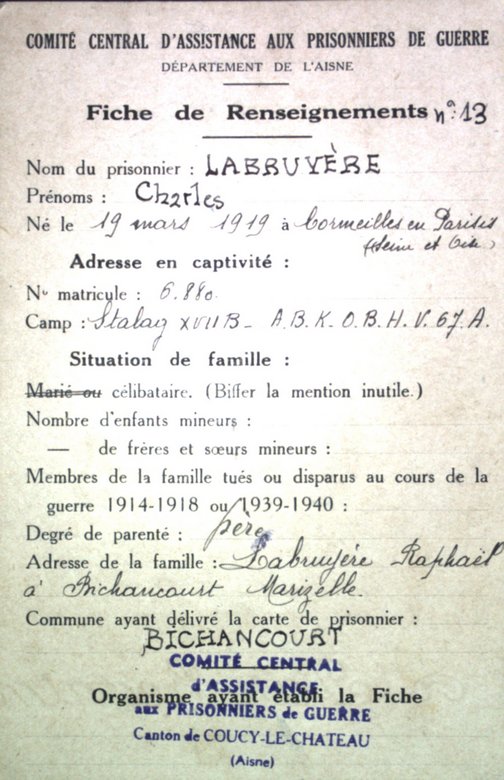 COMITÉ CENTRAL D'ASSISTANCE AUX PRISONNIERS DE GUERRE
DÉPARTEMENT DE L'AISNE
Fiche de Renseignements n° 13
Nom du prisonnier : LABRUYÈRE
Prénoms : Charles
Né le 19 mars 1919 à Cormeilles en Parisis
(Seine et Oise)
Adresse en captivité :
N° matricule : 6.880
Camp : Stalag XVII B - A.B.K. O.B.H.V. 67.A.
Situation de famille :
Marié ou célibataire. (Biffer la mention inutile.)
Nombre d'enfants mineurs :
— de frères et sœurs mineurs :
Membres de la famille tués ou disparus au cours de la
guerre 1914-1918 ou 1939-1940 :
Degré de parenté : père
Adresse de la famille : Labruyère Raphaël
à Bichancourt Marizelle.
Commune ayant délivré la carte de prisonnier :
BICHANCOURT
COMITÉ CENTRAL
d'ASSISTANCE
Organisme ayant établi la Fiche
aux PRISONNIERS de GUERRE
Canton de COUCY-LE-CHATEAU
(Aisne)